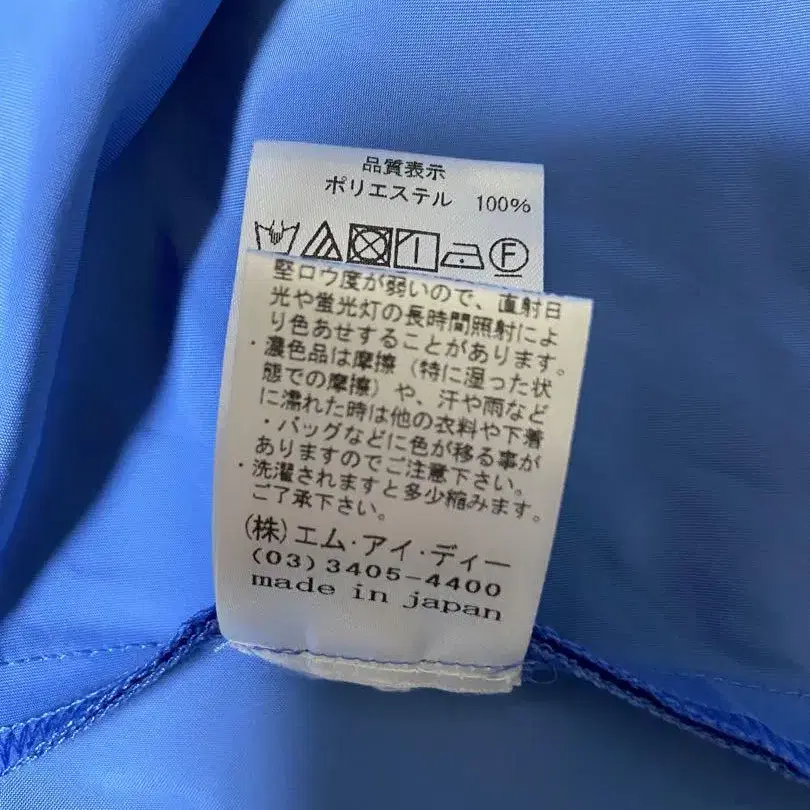 品質表示
ポリエステル 100%
F
堅ロウ度が弱いので、直射日
光や蛍光灯の長時間照射によ
り色あせすることがあります。
・濃色品は摩擦(特に湿った状
態での摩擦)や、汗や雨など
に濡れた時は他の衣料や下着
・バッグなどに色が移る事が
ありますのでご注意下さい。
・洗濯されますと多少縮みます。
ご了承下さい。
(株)エム・アイ・ディー
(03)3405-4400
made in japan